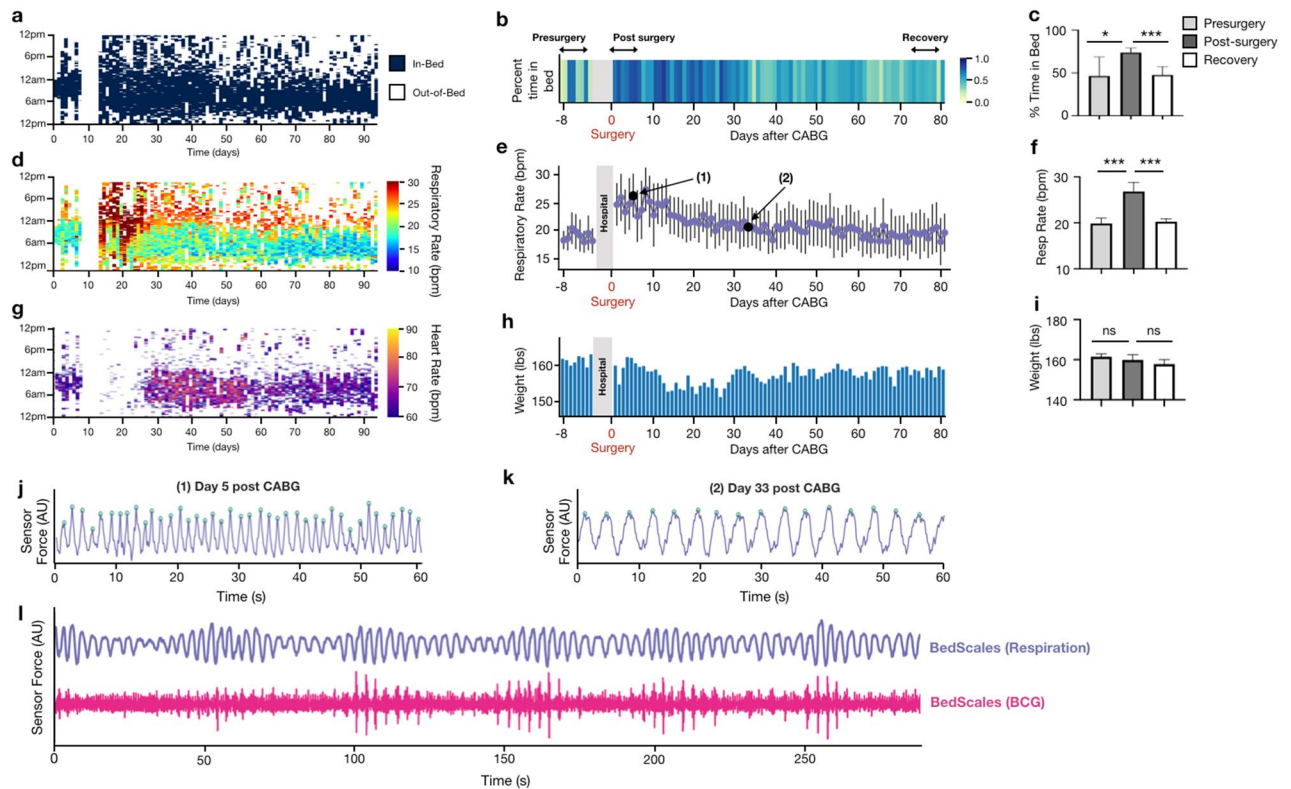 a
12pm
6pm
12am
6am
12pm
0 10 20 30 40 50 60 70 80 90
Time (days)
In-Bed
Out-of-Bed
b
Presurgery
Post surgery
Recovery
Percent
time in
bed
1.0
0.5
0.0
-8 0 10 20 30 40 50 60 70 80
Surgery
Days after CABG
c
% Time in Bed
100
50
0
* ***
Presurgery
Post-surgery
Recovery
d
12pm
6pm
12am
6am
12pm
0 10 20 30 40 50 60 70 80 90
Time (days)
30
25
20
15
10
Respiratory Rate (bpm)
e
Respiratory Rate (bpm)
30
25
20
15
Hospital
(1)
(2)
-8 0 10 20 30 40 50 60 70 80
Surgery
Days after CABG
f
Resp Rate (bpm)
30
20
10
*** ***
g
12pm
6pm
12am
6am
12pm
0 10 20 30 40 50 60 70 80 90
Time (days)
90
80
70
60
Heart Rate (bpm)
h
Weight (lbs)
160
150
Hospital
-8 0 10 20 30 40 50 60 70 80
Surgery
Days after CABG
i
Weight (lbs)
180
160
140
ns ns
j
(1) Day 5 post CABG
Sensor
Force (AU)
0 10 20 30 40 50 60
Time (s)
k
(2) Day 33 post CABG
Sensor
Force (AU)
0 10 20 30 40 50 60
Time (s)
l
Sensor Force (AU)
BedScales (Respiration)
BedScales (BCG)
0 50 100 150 200 250
Time (s)